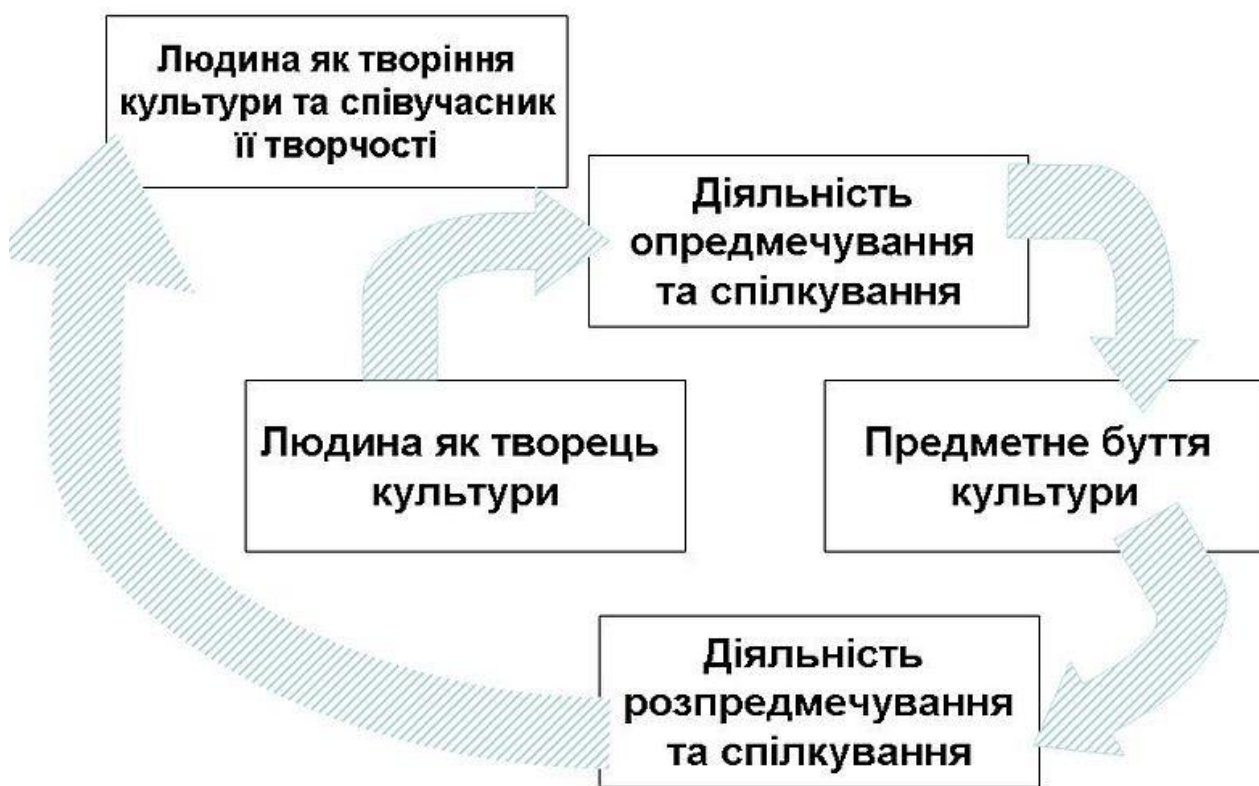 Людина як творіння
культури та співучасник
її творчості
Діяльність
опредмечування
та спілкування
Людина як творець
культури
Предметне буття
культури
Діяльність
розпредмечування
та спілкування